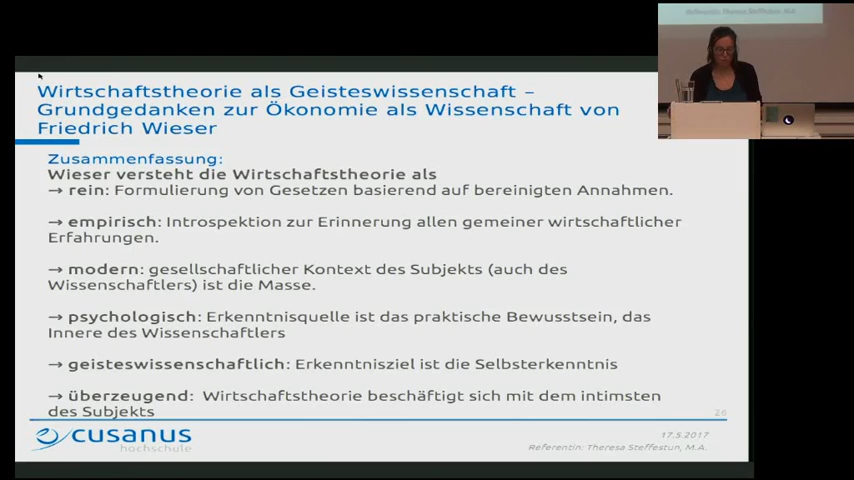 Wirtschaftstheorie als Geisteswissenschaft –
Grundgedanken zur Ökonomie als Wissenschaft von
Friedrich Wieser
Zusammenfassung:
Wieser versteht die Wirtschaftstheorie als
→ rein: Formulierung von Gesetzen basierend auf bereinigten Annahmen.
→ empirisch: Introspektion zur Erinnerung allen gemeiner wirtschaftlicher
Erfahrungen.
→ modern: gesellschaftlicher Kontext des Subjekts (auch des
Wissenschaftlers) ist die Masse.
→ psychologisch: Erkenntnisquelle ist das praktische Bewusstsein, das
Innere des Wissenschaftlers
→ geisteswissenschaftlich: Erkenntnisziel ist die Selbsterkenntnis
→ überzeugend: Wirtschaftstheorie beschäftigt sich mit dem intimsten
des Subjekts
26
cusanus
hochschule
17.5.2017
Referentin: Theresa Steffestun, M.A.
Referentin: Theresa Steffestun, M.A.